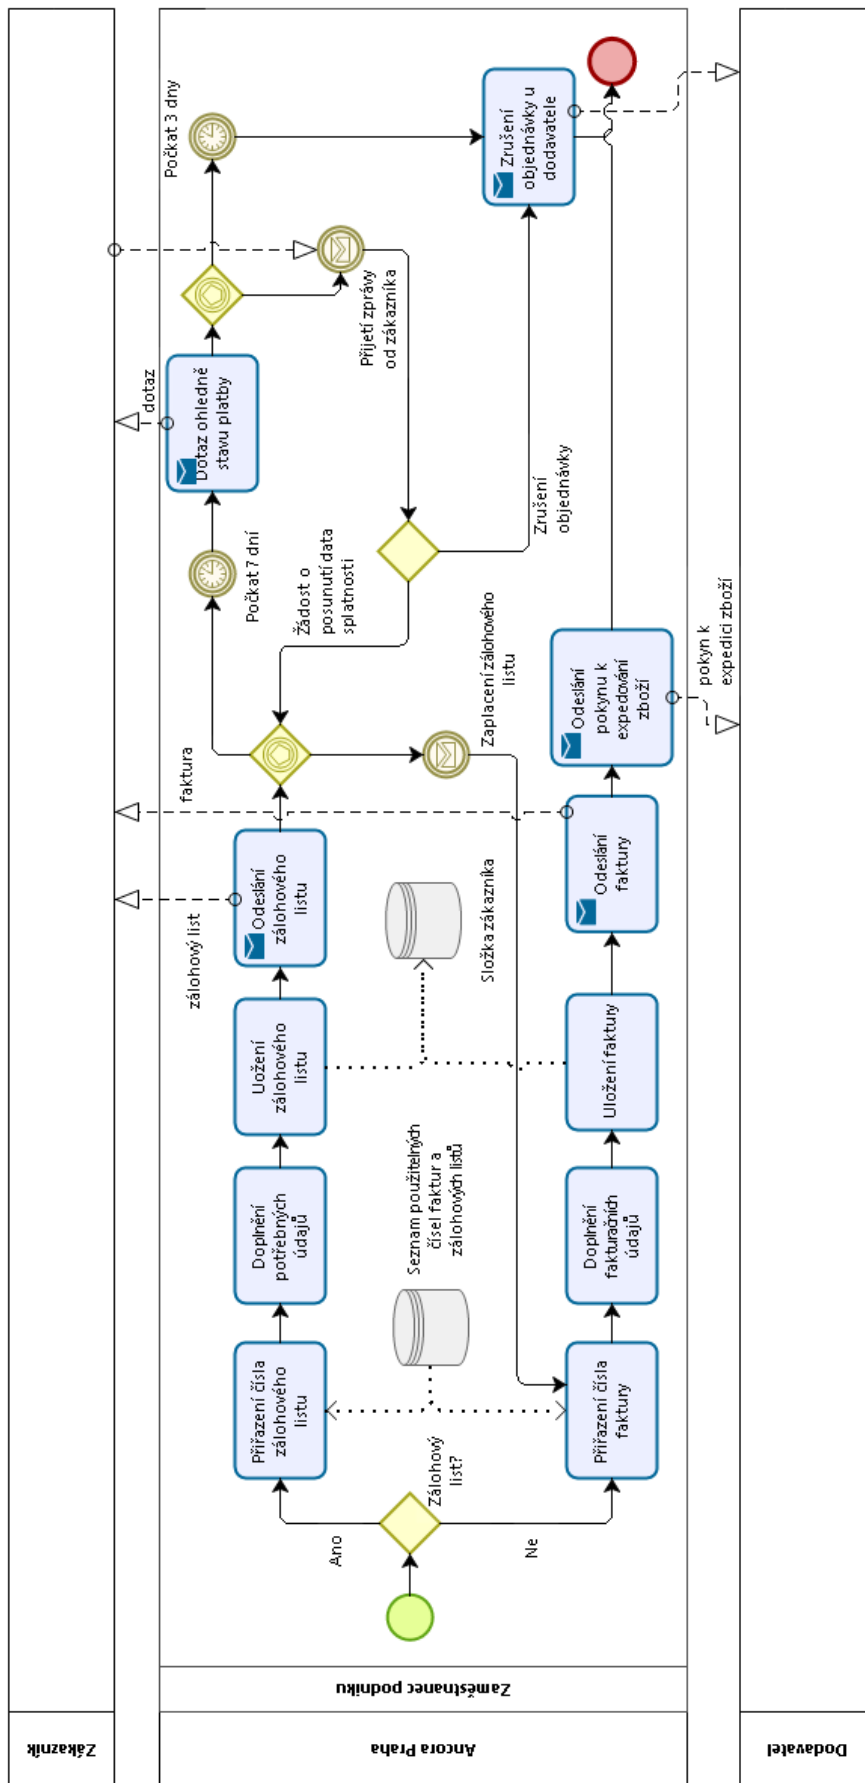 Zákazník
Ancora Praha
Zaměstnanec podniku
Dodavatel
zálohový list
faktura
dotaz
Ano
Ne
Zálohový
list?
Přiřazení čísla
zálohového
listu
Doplnění
potřebných
údajů
Uožení
zálohového
listu
Odeslání
zálohového
listu
Počkat 7 dní
Dotaz ohledně
stavu platby
Počkat 3 dny
Přijetí zprávy
od zákazníka
Žádost o
posunutí data
splatnosti
Zrušení
objednávky
Zrušení
objednávky u
dodavatele
Zaplacení zálohového
listu
Seznam použitelných
čísel faktur a
zálohových listů
Složka zákazníka
Přiřazení čísla
faktury
Doplnění
fakturačních
údajů
Uložení faktury
Odeslání
faktury
Odeslání
pokynu k
expedování
zboží
pokyn k
expedici zboží